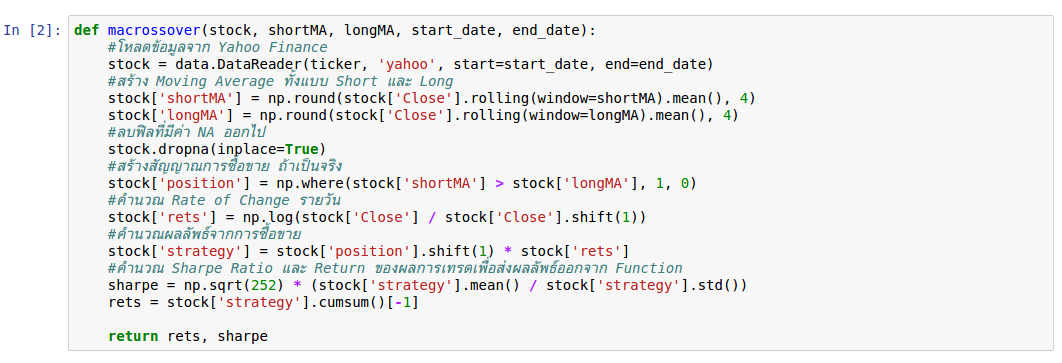 In [2]: def macrossover(stock, shortMA, longMA, start_date, end_date):
#โหลดข้อมูลจาก Yahoo Finance
stock = data.DataReader(ticker, 'yahoo', start=start_date, end=end_date)
#สร้าง Moving Average ทั้งแบบ Short และ Long
stock['shortMA'] = np.round(stock['Close'].rolling(window=shortMA).mean(), 4)
stock['longMA'] = np.round(stock['Close'].rolling(window=longMA).mean(), 4)
#ลบฟิลที่มีค่า NA ออกไป
stock.dropna(inplace=True)
#สร้างสัญญาณการซื้อขาย ถ้าเป็นจริง
stock['position'] = np.where(stock['shortMA'] > stock['longMA'], 1, 0)
#คำนวณ Rate of Change รายวัน
stock['rets'] = np.log(stock['Close'] / stock['Close'].shift(1))
#คำนวณผลลัพธ์จากการซื้อขาย
stock['strategy'] = stock['position'].shift(1) * stock['rets']
#คำนวณ Sharpe Ratio และ Return ของผลการเทรดเพื่อส่งผลลัพธ์ออกจาก Function
sharpe = np.sqrt(252) * (stock['strategy'].mean() / stock['strategy'].std())
rets = stock['strategy'].cumsum()[-1]
return rets, sharpe